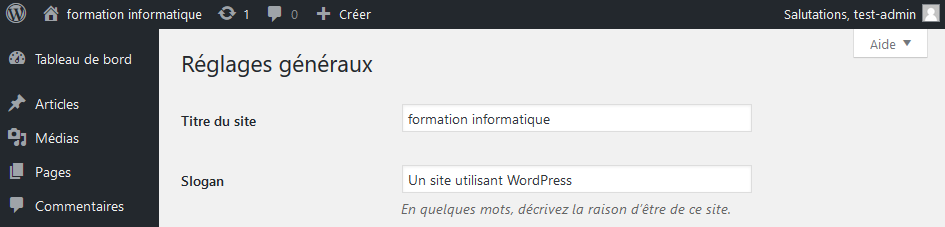 formation informatique 1 0 + Créer Salutations, test-admin
Aide ▼
Tableau de bord
Réglages généraux
Articles
Titre du site formation informatique
Médias
Pages
Slogan Un site utilisant WordPress
Commentaires
En quelques mots, décrivez la raison d'être de ce site.